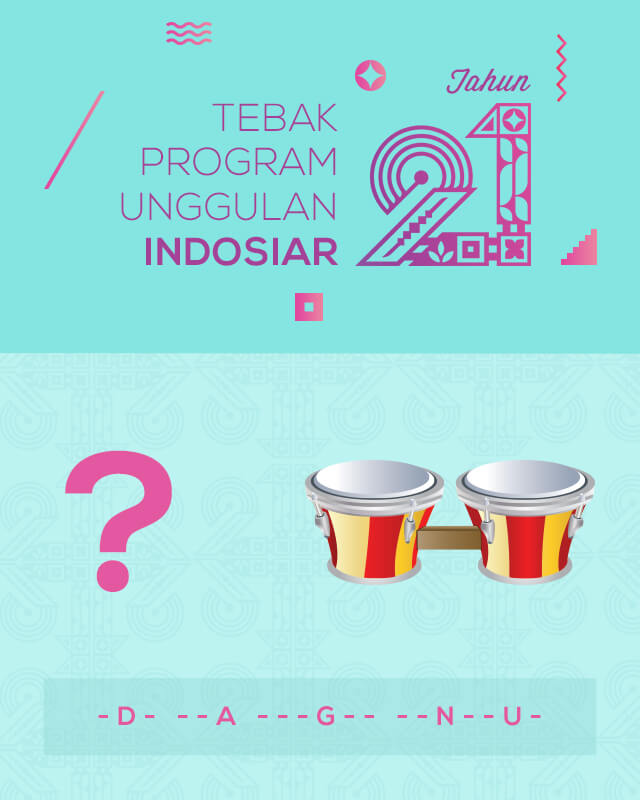 Tahun
TEBAK
PROGRAM
UNGGULAN
INDOSIAR
21
?
-D- --A ---G-- --N--U-